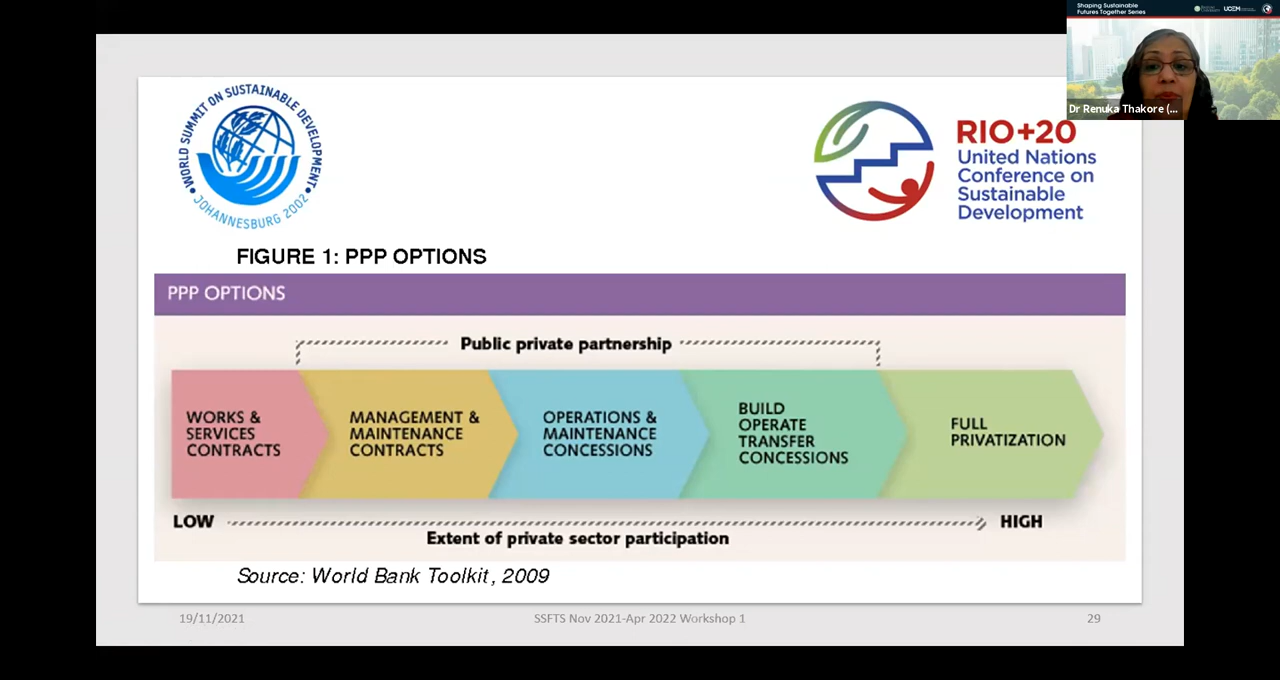 Shaping Sustainable
Futures Together Series
UCEM
Dr Renuka Thakore (...
WORLD SUMMIT ON SUSTAINABLE DEVELOPMENT
JOHANNESBURG 2002
RIO+20
United Nations
Conference on
Sustainable
Development
FIGURE 1: PPP OPTIONS
PPP OPTIONS
Public private partnership
WORKS &
SERVICES
CONTRACTS
MANAGEMENT &
MAINTENANCE
CONTRACTS
OPERATIONS &
MAINTENANCE
CONCESSIONS
BUILD
OPERATE
TRANSFER
CONCESSIONS
FULL
PRIVATIZATION
LOW
HIGH
Extent of private sector participation
Source: World Bank Toolkit, 2009
19/11/2021
SSFTS Nov 2021-Apr 2022 Workshop 1
29